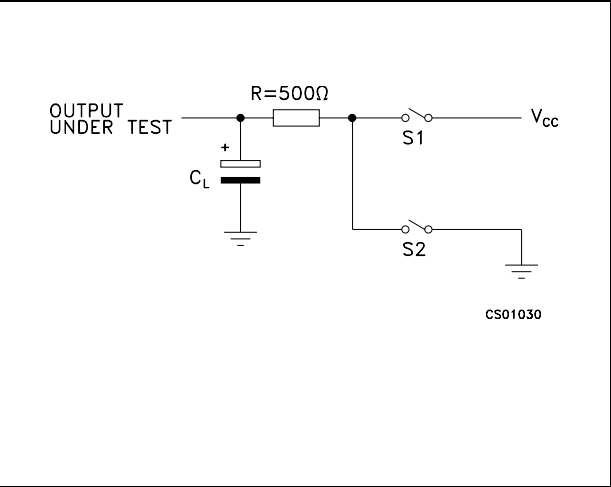 R=500Ω
OUTPUT
UNDER TEST
VCC
S1
+
CL
S2
CS01030